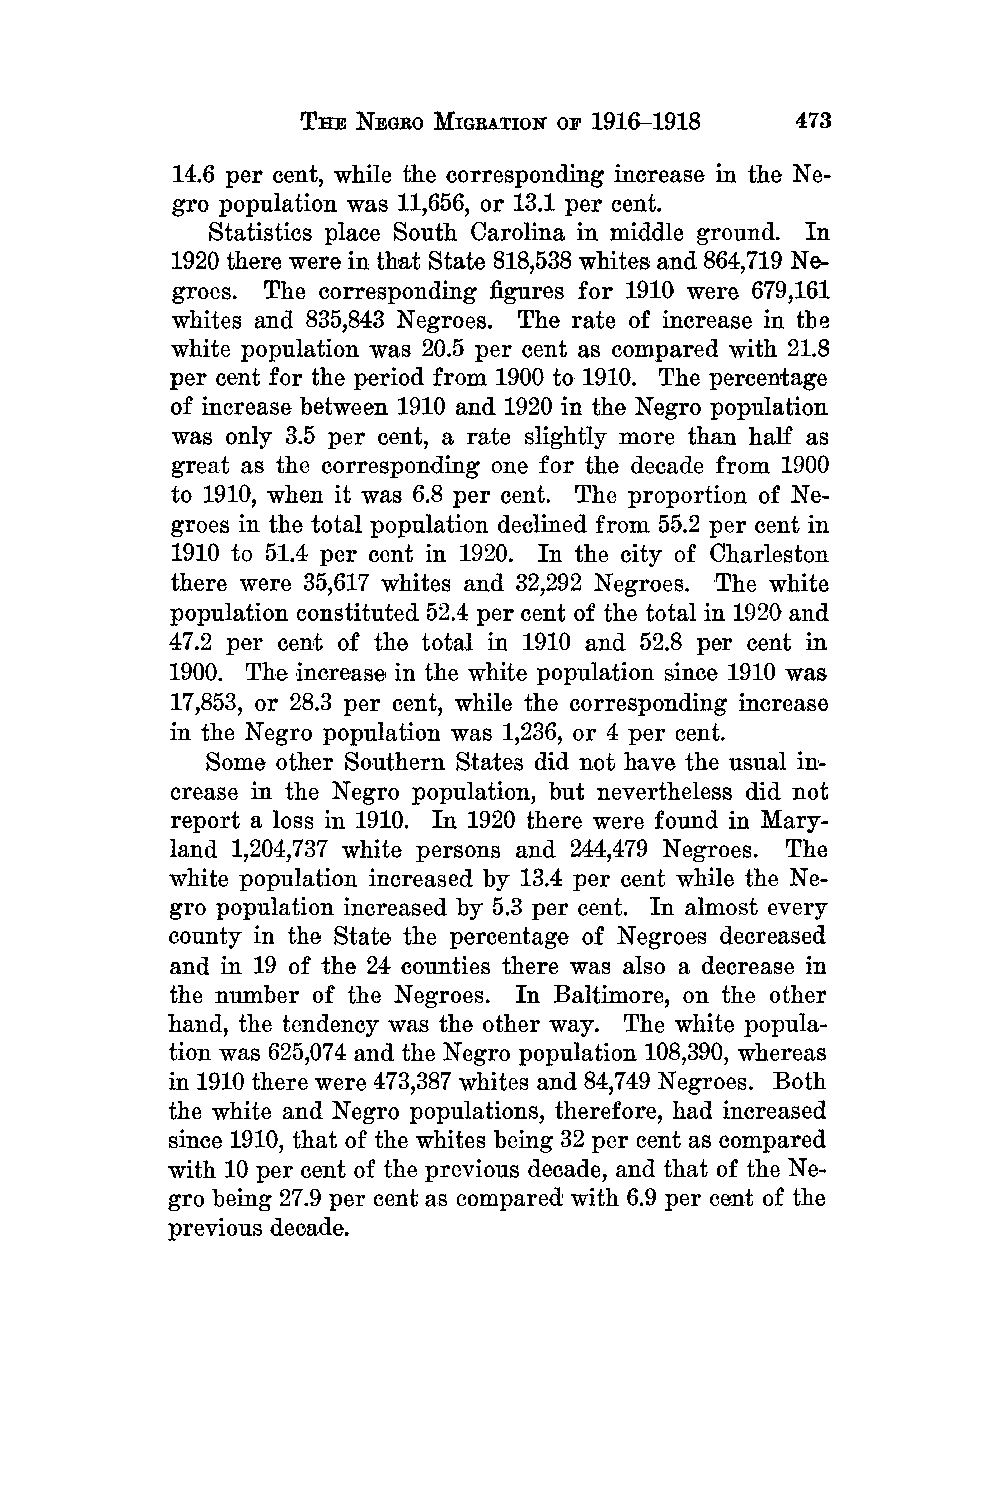 The Negro Migration of 1916–1918 473
14.6 per cent, while the corresponding increase in the Ne-
gro population was 11,656, or 13.1 per cent.
Statistics place South Carolina in middle ground. In
1920 there were in that State 818,538 whites and 864,719 Ne-
groes. The corresponding figures for 1910 were 679,161
whites and 835,843 Negroes. The rate of increase in the
white population was 20.5 per cent as compared with 21.8
per cent for the period from 1900 to 1910. The percentage
of increase between 1910 and 1920 in the Negro population
was only 3.5 per cent, a rate slightly more than half as
great as the corresponding one for the decade from 1900
to 1910, when it was 6.8 per cent. The proportion of Ne-
groes in the total population declined from 55.2 per cent in
1910 to 51.4 per cent in 1920. In the city of Charleston
there were 35,617 whites and 32,292 Negroes. The white
population constituted 52.4 per cent of the total in 1920 and
47.2 per cent of the total in 1910 and 52.8 per cent in
1900. The increase in the white population since 1910 was
17,853, or 28.3 per cent, while the corresponding increase
in the Negro population was 1,236, or 4 per cent.
Some other Southern States did not have the usual in-
crease in the Negro population, but nevertheless did not
report a loss in 1910. In 1920 there were found in Mary-
land 1,204,737 white persons and 244,479 Negroes. The
white population increased by 13.4 per cent while the Ne-
gro population increased by 5.3 per cent. In almost every
county in the State the percentage of Negroes decreased
and in 19 of the 24 counties there was also a decrease in
the number of the Negroes. In Baltimore, on the other
hand, the tendency was the other way. The white popula-
tion was 625,074 and the Negro population 108,390, whereas
in 1910 there were 473,387 whites and 84,749 Negroes. Both
the white and Negro populations, therefore, had increased
since 1910, that of the whites being 32 per cent as compared
with 10 per cent of the previous decade, and that of the Ne-
gro being 27.9 per cent as compared with 6.9 per cent of the
previous decade.